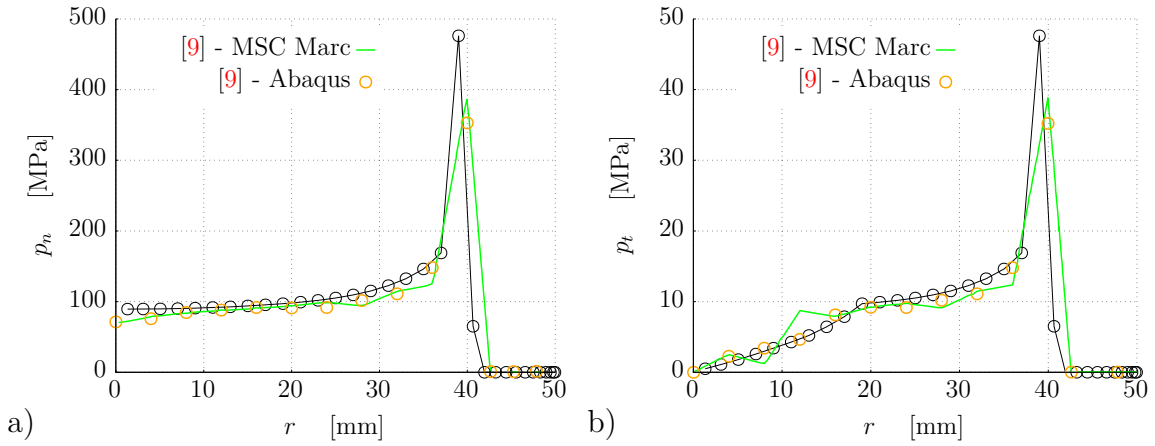 500
400
300
200
100
0
0 10 20 30 40 50
p_n [MPa]
r [mm]
[9] - MSC Marc
[9] - Abaqus
a)
50
40
30
20
10
0
0 10 20 30 40 50
p_t [MPa]
r [mm]
[9] - MSC Marc
[9] - Abaqus
b)